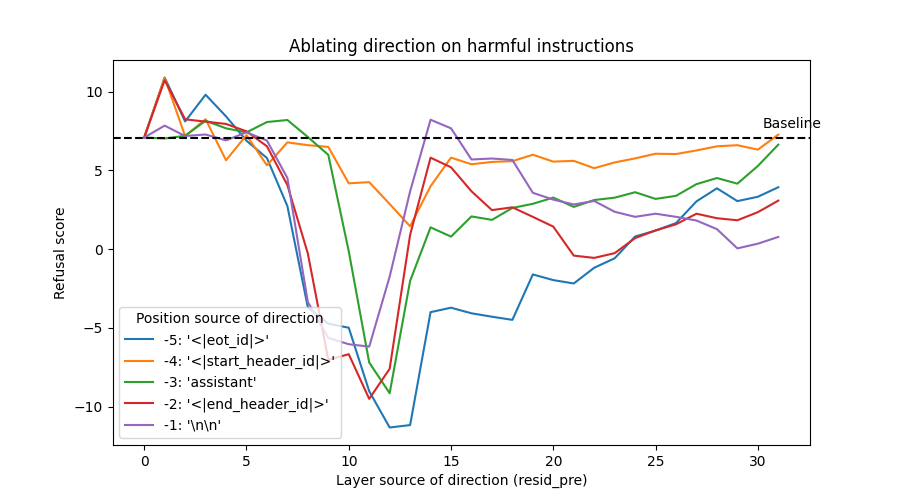 Ablating direction on harmful instructions
Refusal score
10
5
0
−5
−10
Baseline
Position source of direction
-5: '<|eot_id|>'
-4: '<|start_header_id|>'
-3: 'assistant'
-2: '<|end_header_id|>'
-1: '\n\n'
0 5 10 15 20 25 30
Layer source of direction (resid_pre)